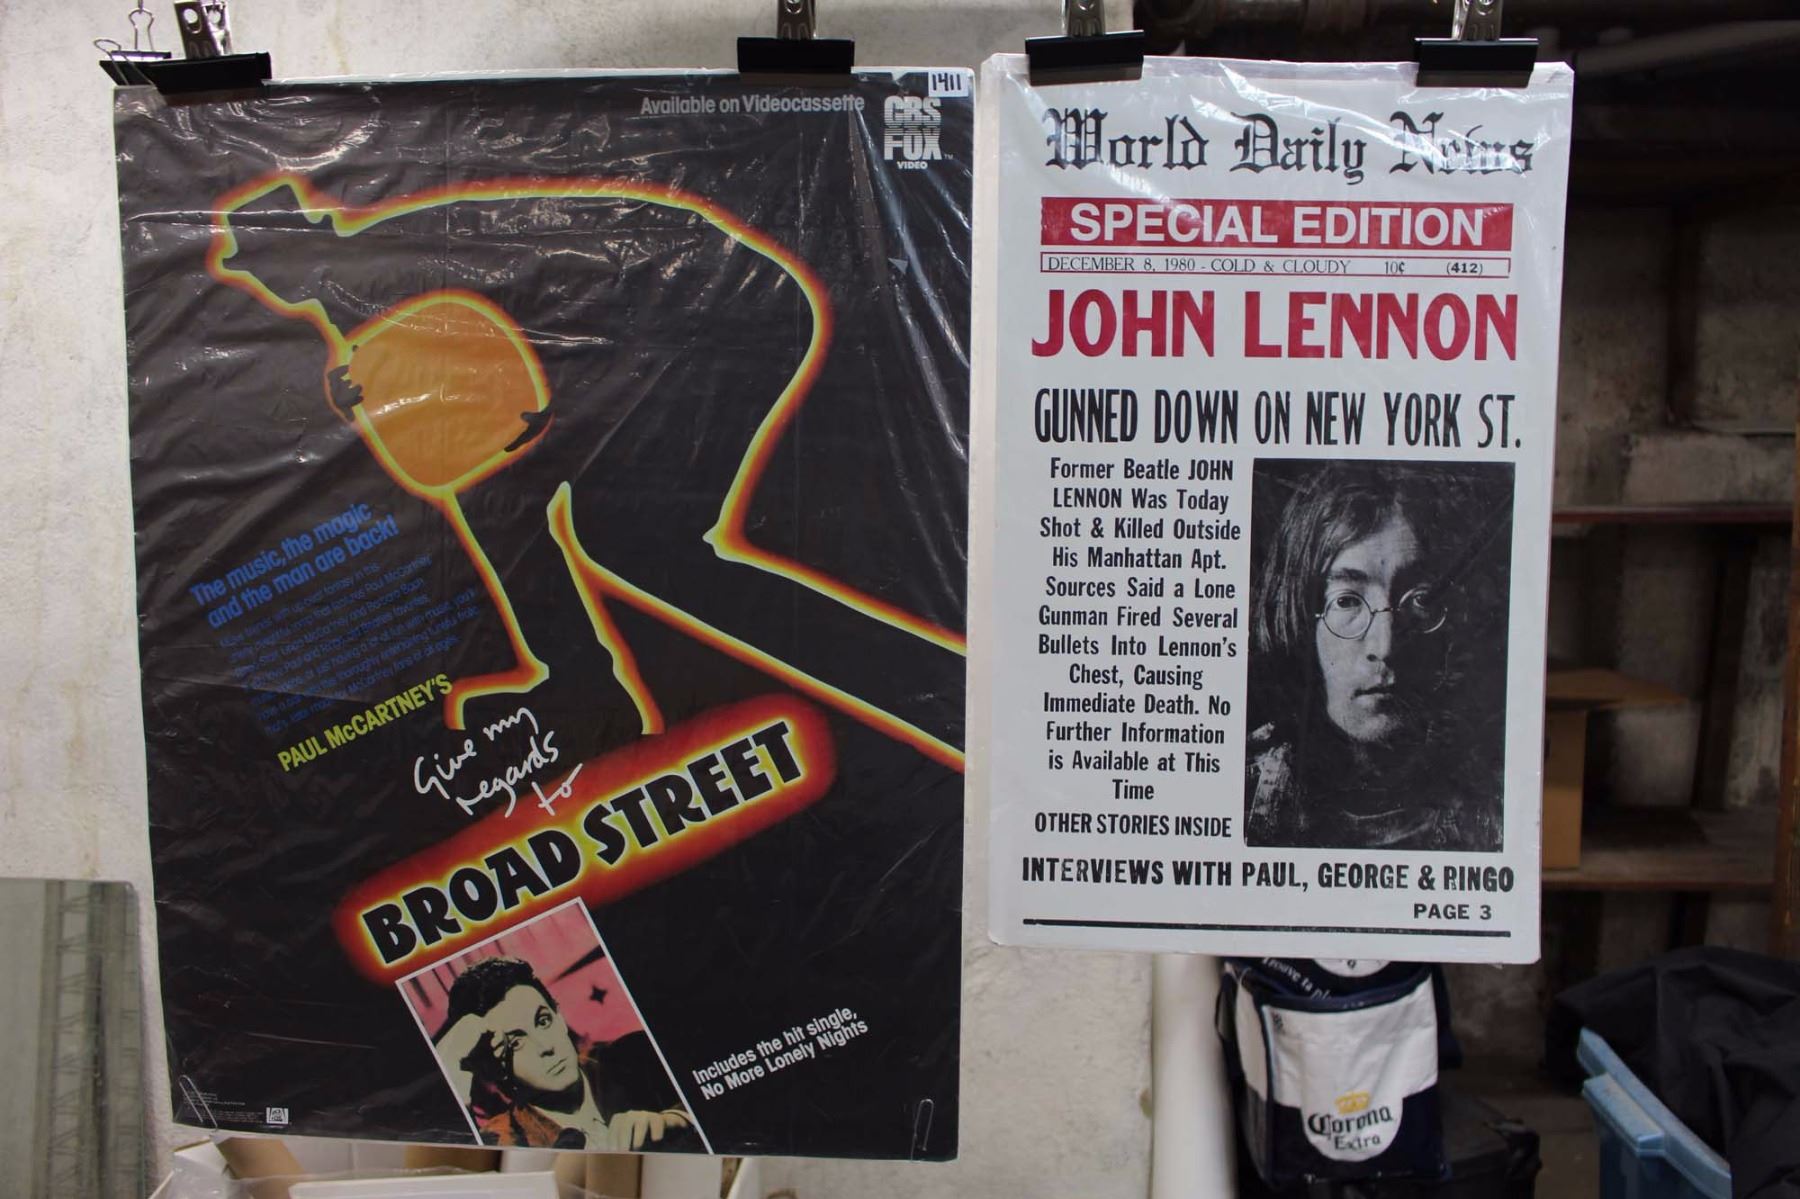 1411
Available on Videocassette
CBS
FOX
VIDEO
The music, the magic
and the man are back!
PAUL McCARTNEY'S
Give my
regards
to
BROAD STREET
Includes the hit single,
No More Lonely Nights
World Daily News
SPECIAL EDITION
DECEMBER 8, 1980 - COLD & CLOUDY 10¢ (412)
JOHN LENNON
GUNNED DOWN ON NEW YORK ST.
Former Beatle JOHN
LENNON Was Today
Shot & Killed Outside
His Manhattan Apt.
Sources Said a Lone
Gunman Fired Several
Bullets Into Lennon's
Chest, Causing
Immediate Death. No
Further Information
is Available at This
Time
OTHER STORIES INSIDE
INTERVIEWS WITH PAUL, GEORGE & RINGO
PAGE 3
Corona
Extra